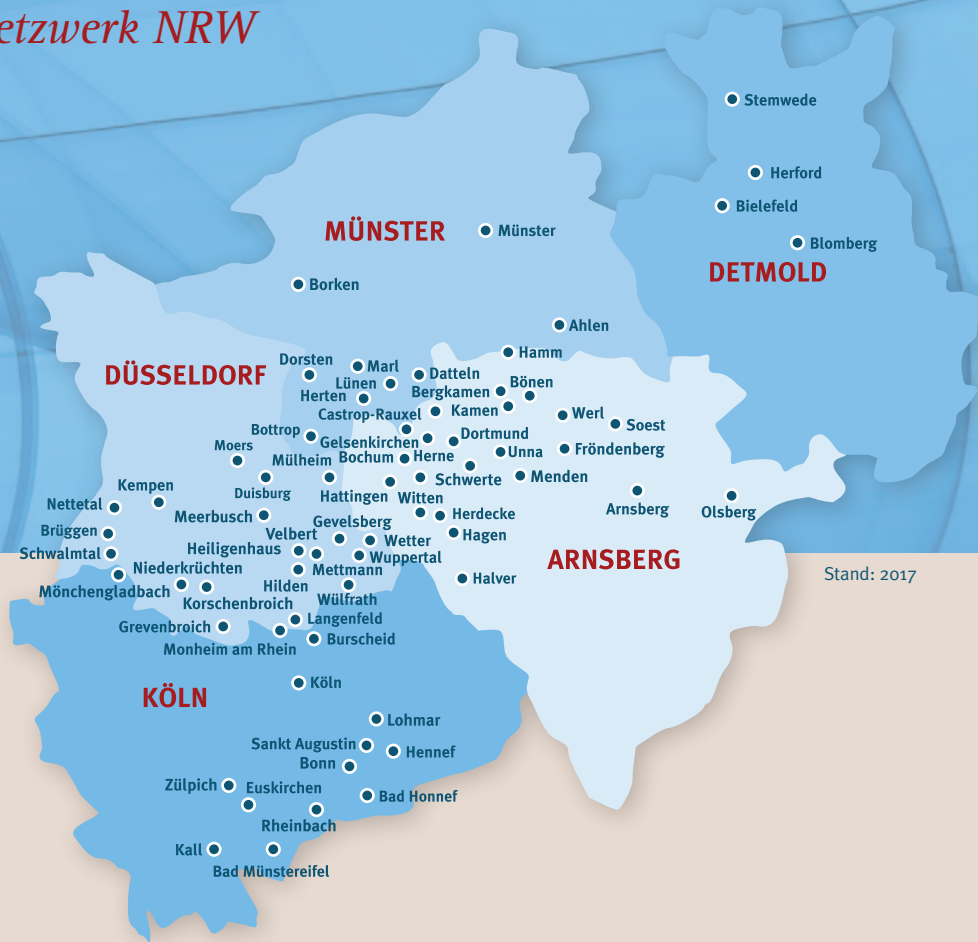 etzwerk NRW
Stemwede
Herford
Bielefeld
MÜNSTER
Münster
Blomberg
DETMOLD
Borken
Ahlen
Hamm
Dorsten
Marl
DÜSSELDORF
Datteln
Lünen
Bönen
Herten
Bergkamen
Castrop-Rauxel
Kamen
Werl
Soest
Bottrop
Gelsenkirchen
Dortmund
Moers
Mülheim
Bochum
Herne
Unna
Fröndenberg
Kempen
Duisburg
Hattingen
Witten
Schwerte
Menden
Nettetal
Meerbusch
Gevelsberg
Herdecke
Arnsberg
Olsberg
Brüggen
Velbert
Wetter
Hagen
Schwalmtal
Heiligenhaus
Wuppertal
ARNSBERG
Niederkrüchten
Mettmann
Halver
Stand: 2017
Mönchengladbach
Hilden
Wülfrath
Korschenbroich
Grevenbroich
Langenfeld
Monheim am Rhein
Burscheid
KÖLN
Köln
Lohmar
Sankt Augustin
Hennef
Bonn
Zülpich
Euskirchen
Bad Honnef
Rheinbach
Kall
Bad Münstereifel